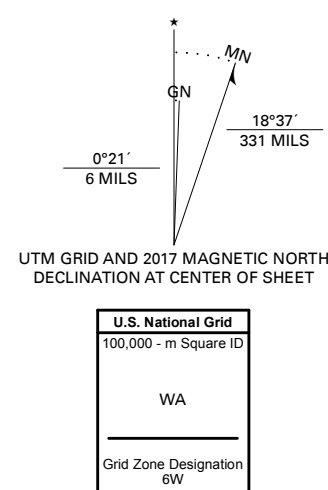 ★
MN
GN
18°37´
331 MILS
0°21´
6 MILS
UTM GRID AND 2017 MAGNETIC NORTH
DECLINATION AT CENTER OF SHEET
U.S. National Grid
100,000 - m Square ID
WA
Grid Zone Designation
6W